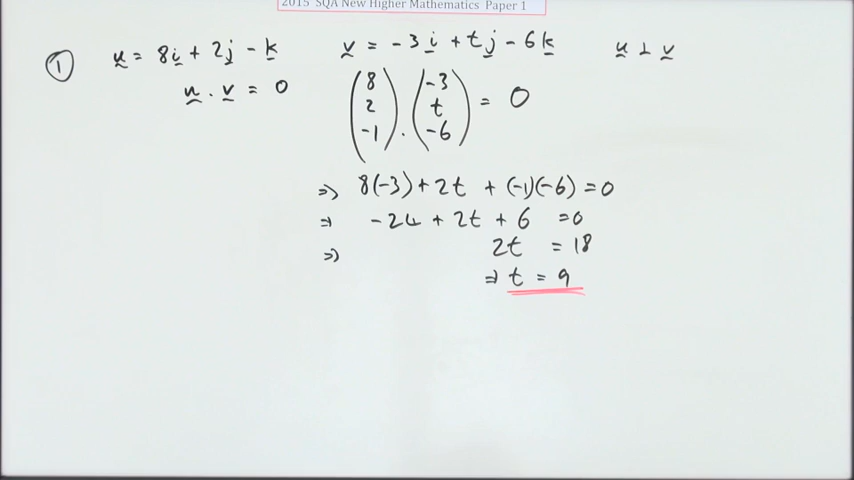 2015 SQA New Higher Mathematics Paper 1
① u = 8i + 2j - k v = -3i + tj - 6k u ⊥ v
u . v = 0 (8 2 -1) . (-3 t -6) = 0
⇒ 8(-3) + 2t + (-1)(-6) = 0
⇒ -24 + 2t + 6 = 0
⇒ 2t = 18
⇒ t = 9